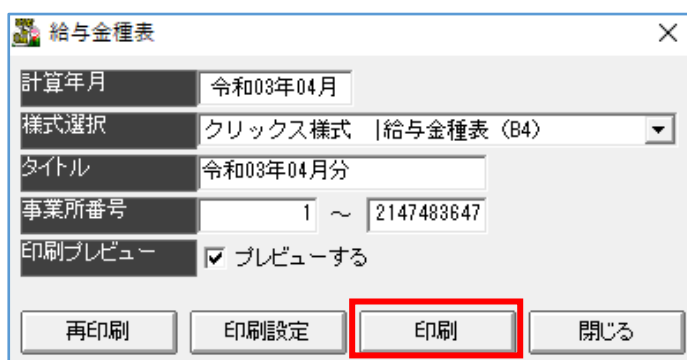 給与金種表
計算年月 令和03年04月
様式選択 クリックス様式 |給与金種表（B4）
タイトル 令和03年04月分
事業所番号 1 ～ 2147483647
印刷プレビュー プレビューする
再印刷 印刷設定 印刷 閉じる